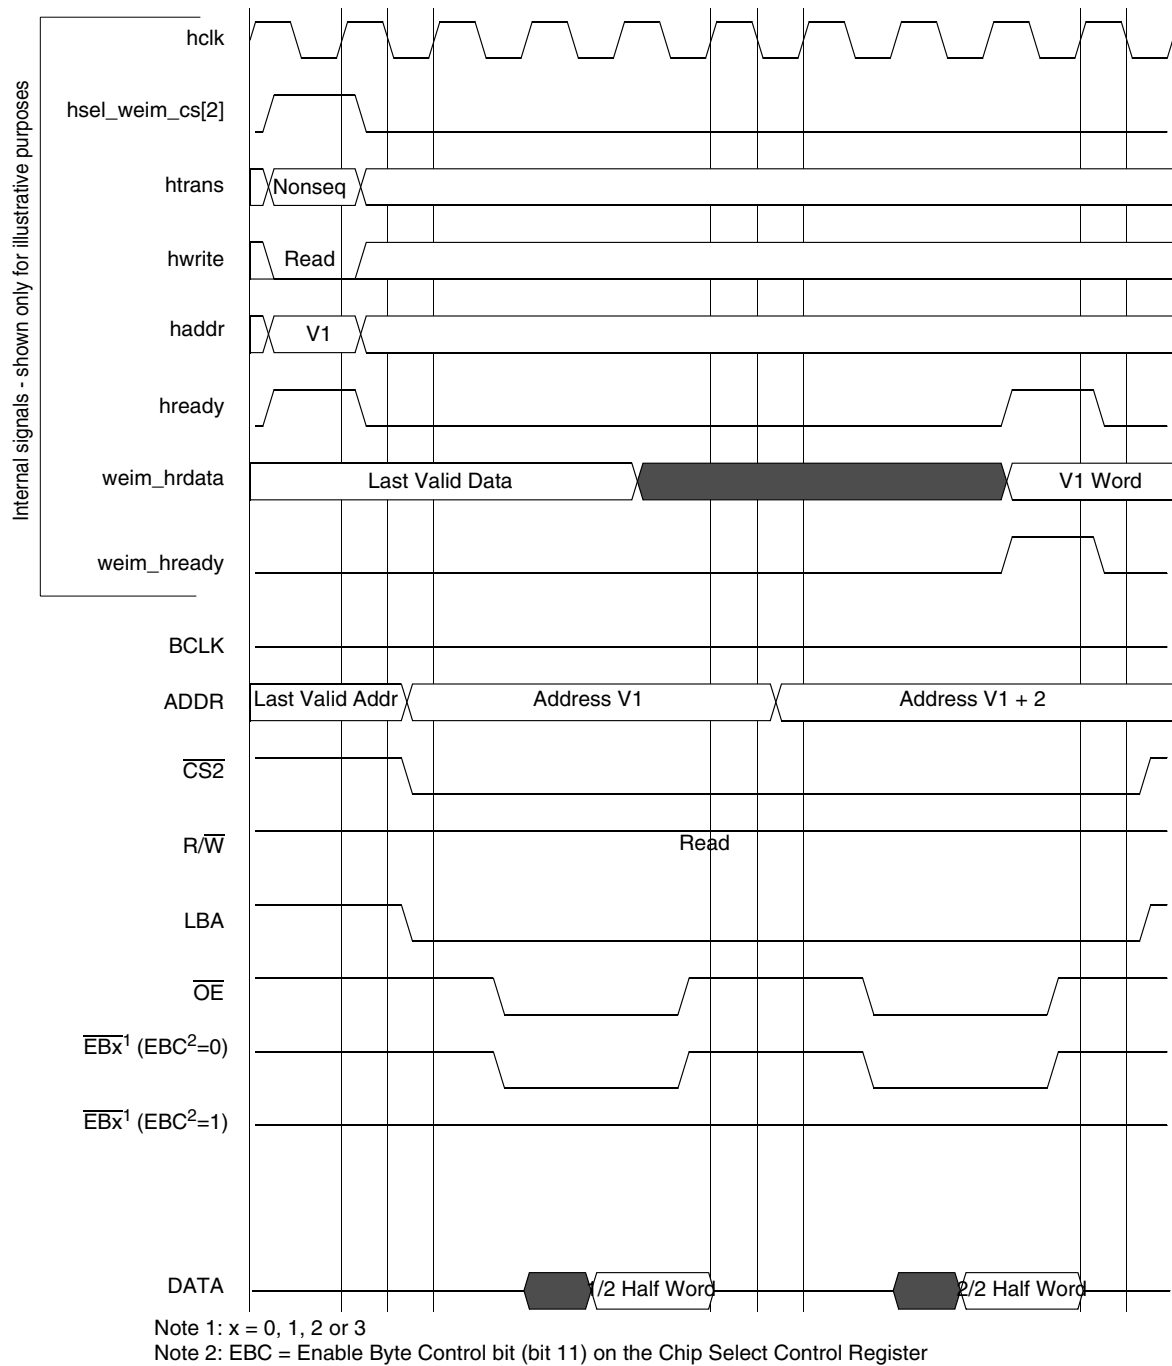 Internal signals - shown only for illustrative purposes
hclk
hsel_weim_cs[2]
htrans
Nonseq
hwrite
Read
haddr
V1
hready
weim_hrdata
Last Valid Data
V1 Word
weim_hready
BCLK
ADDR
Last Valid Addr
Address V1
Address V1 + 2
CS2
R/W
Read
LBA
OE
EBx1 (EBC2=0)
EBx1 (EBC2=1)
DATA
1/2 Half Word
2/2 Half Word
Note 1: x = 0, 1, 2 or 3
Note 2: EBC = Enable Byte Control bit (bit 11) on the Chip Select Control Register